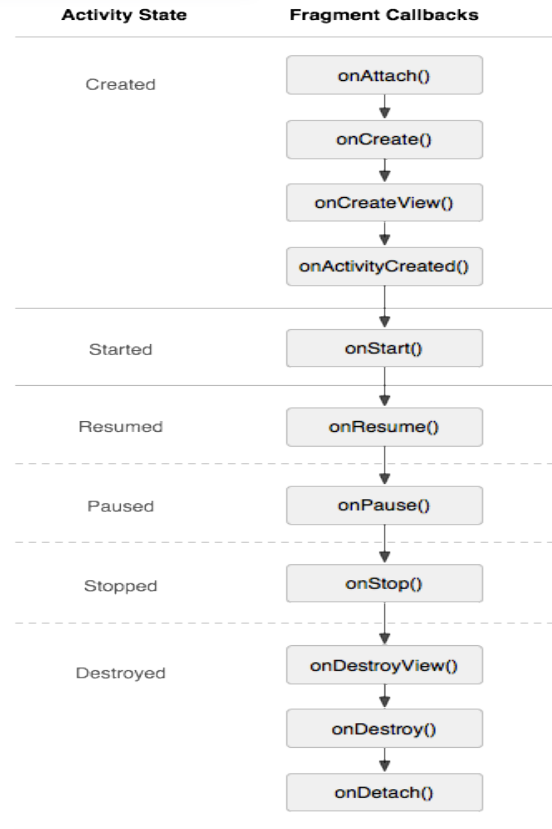 Activity State Fragment Callbacks
Created
onAttach()
onCreate()
onCreateView()
onActivityCreated()
Started
onStart()
Resumed
onResume()
Paused
onPause()
Stopped
onStop()
Destroyed
onDestroyView()
onDestroy()
onDetach()